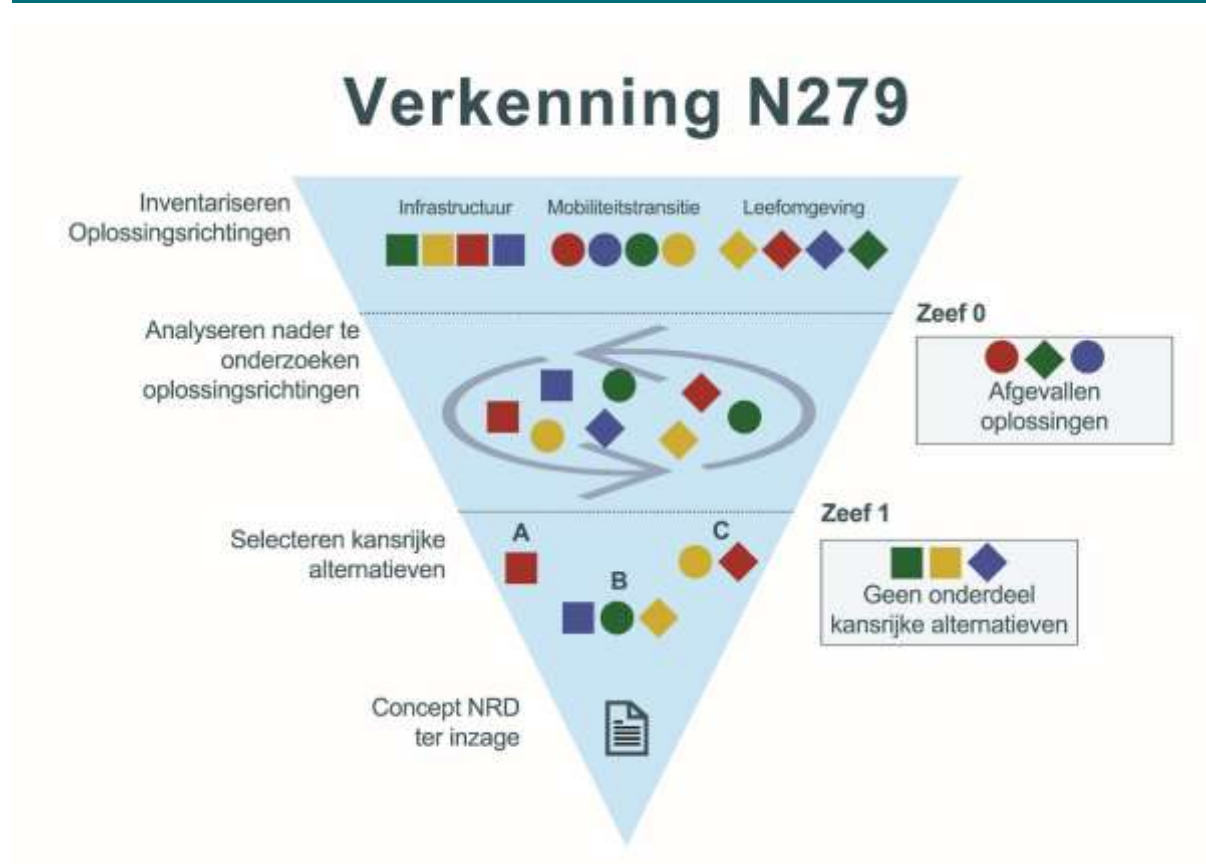 Verkenning N279
Inventariseren
Oplossingsrichtingen
Infrastructuur
Mobiliteitstransitie
Leefomgeving
Analyseren nader te
onderzoeken
oplossingsrichtingen
Zeef 0
Afgevallen
oplossingen
Selecteren kansrijke
alternatieven
A
B
C
Zeef 1
Geen onderdeel
kansrijke alternatieven
Concept NRD
ter inzage